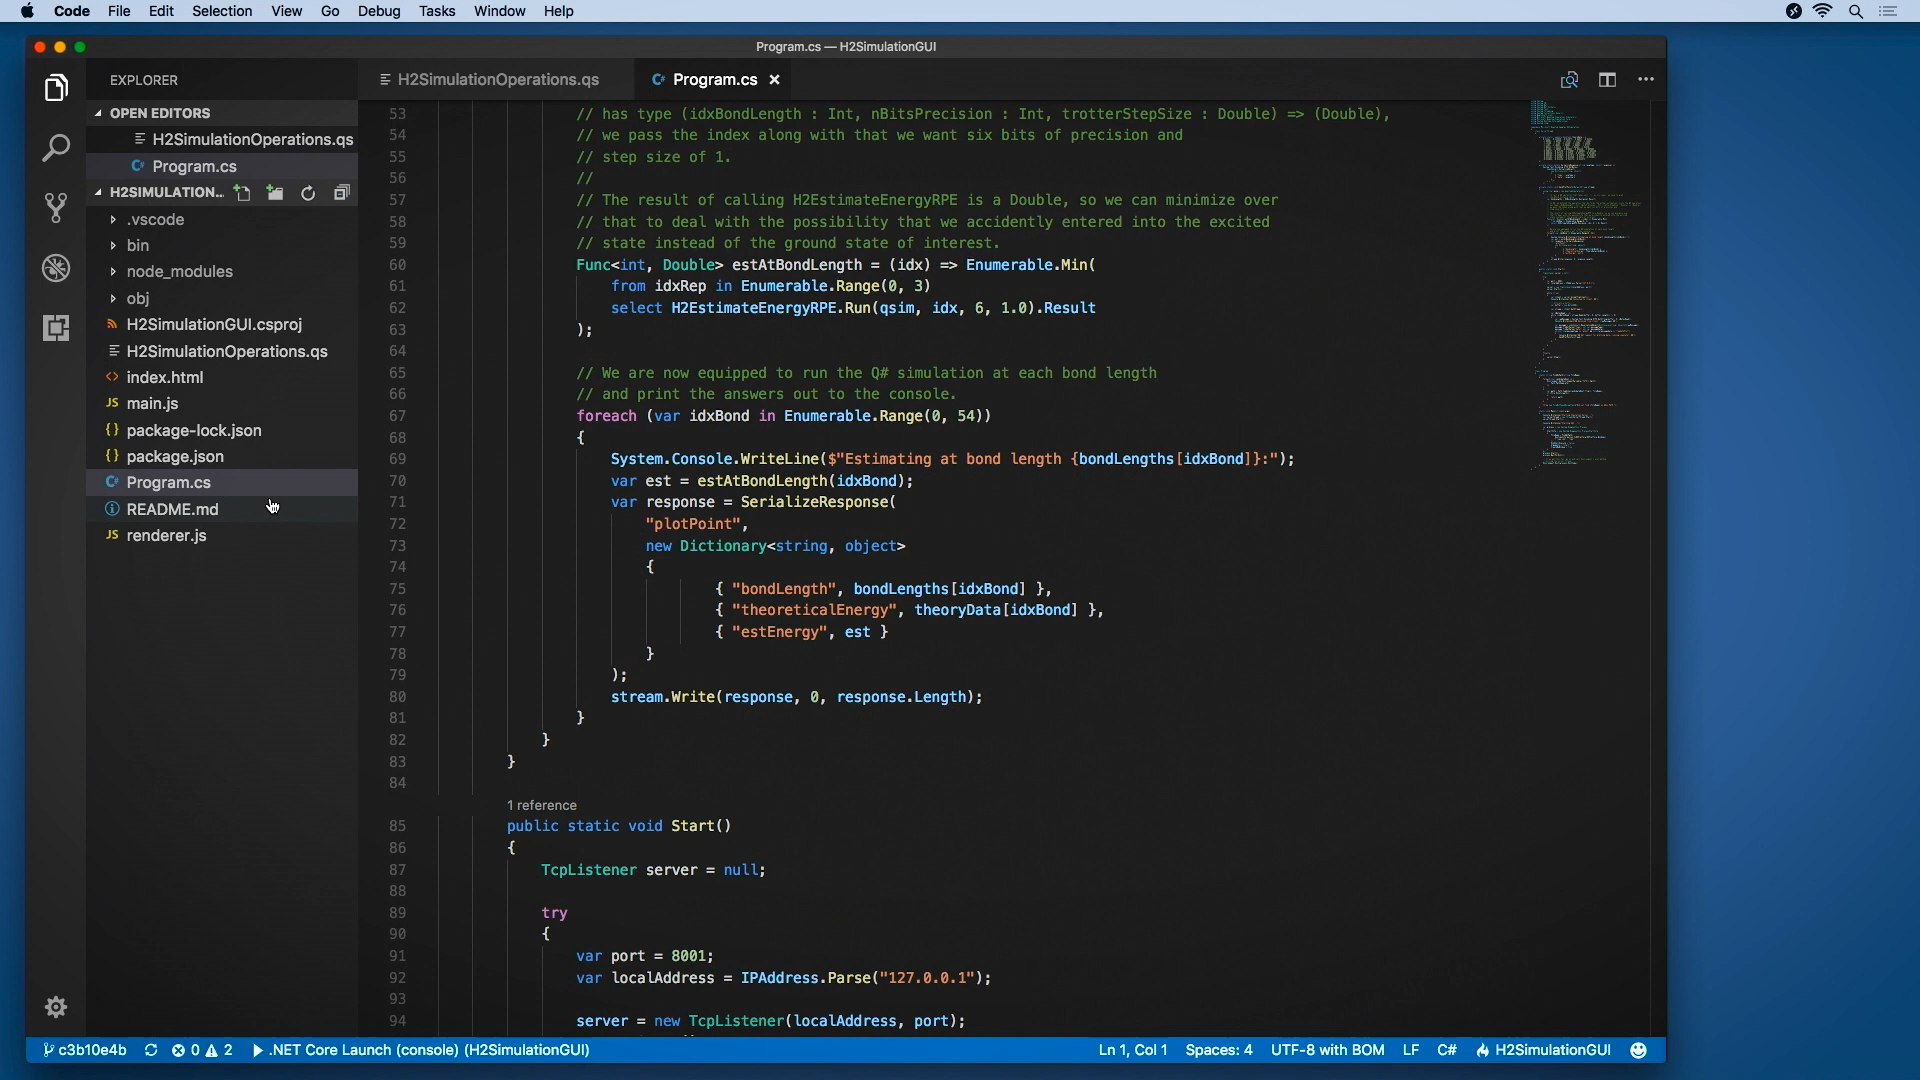 Code File Edit Selection View Go Debug Tasks Window Help
Program.cs — H2SimulationGUI
EXPLORER
OPEN EDITORS
H2SimulationOperations.qs
C# Program.cs
H2SIMULATION...
.vscode
bin
node_modules
obj
H2SimulationGUI.csproj
H2SimulationOperations.qs
<> index.html
JS main.js
{} package-lock.json
{} package.json
C# Program.cs
README.md
JS renderer.js
H2SimulationOperations.qs
C# Program.cs ×
53 // has type (idxBondLength : Int, nBitsPrecision : Int, trotterStepSize : Double) => (Double),
54 // we pass the index along with that we want six bits of precision and
55 // step size of 1.
56 //
57 // The result of calling H2EstimateEnergyRPE is a Double, so we can minimize over
58 // that to deal with the possibility that we accidently entered into the excited
59 // state instead of the ground state of interest.
60 Func<int, Double> estAtBondLength = (idx) => Enumerable.Min(
61 from idxRep in Enumerable.Range(0, 3)
62 select H2EstimateEnergyRPE.Run(qsim, idx, 6, 1.0).Result
63 );
64
65 // We are now equipped to run the Q# simulation at each bond length
66 // and print the answers out to the console.
67 foreach (var idxBond in Enumerable.Range(0, 54))
68 {
69 System.Console.WriteLine($"Estimating at bond length {bondLengths[idxBond]}:");
70 var est = estAtBondLength(idxBond);
71 var response = SerializeResponse(
72 "plotPoint",
73 new Dictionary<string, object>
74 {
75 { "bondLength", bondLengths[idxBond] },
76 { "theoreticalEnergy", theoryData[idxBond] },
77 { "estEnergy", est }
78 }
79 );
80 stream.Write(response, 0, response.Length);
81 }
82 }
83 }
84
1 reference
85 public static void Start()
86 {
87 TcpListener server = null;
88
89 try
90 {
91 var port = 8001;
92 var localAddress = IPAddress.Parse("127.0.0.1");
93
94 server = new TcpListener(localAddress, port);
c3b10e4b 0 2 .NET Core Launch (console) (H2SimulationGUI) Ln 1, Col 1 Spaces: 4 UTF-8 with BOM LF C# H2SimulationGUI